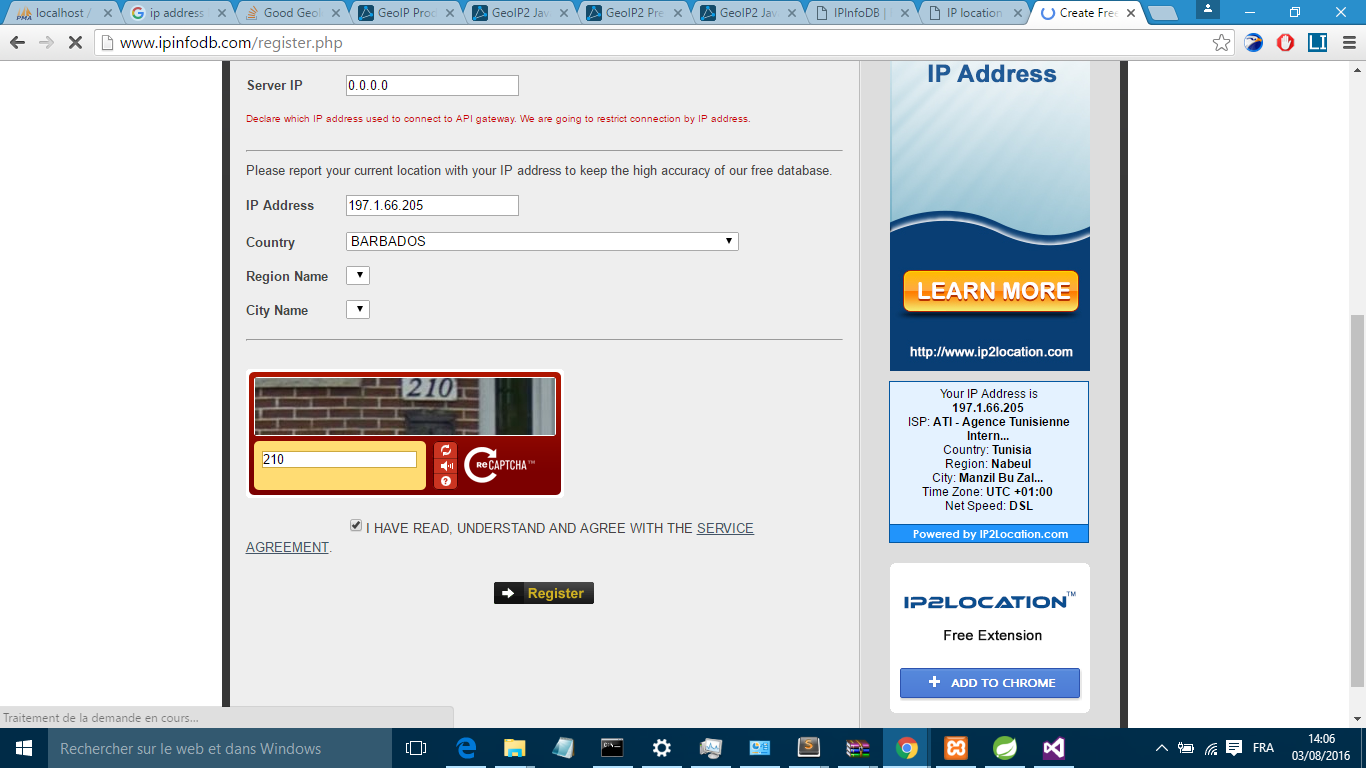 localhost /
ip address
Good Geo
GeoIP Prod
GeoIP2 Jav
GeoIP2 Pre
GeoIP2 Jav
IPInfoDB |
IP location
Create Free
www.ipinfodb.com/register.php
Server IP
0.0.0.0
Declare which IP address used to connect to API gateway. We are going to restrict connection by IP address.
Please report your current location with your IP address to keep the high accuracy of our free database.
IP Address
197.1.66.205
Country
BARBADOS
Region Name
City Name
210
210
reCAPTCHA™
I HAVE READ, UNDERSTAND AND AGREE WITH THE SERVICE
AGREEMENT.
Register
IP Address
LEARN MORE
http://www.ip2location.com
Your IP Address is
197.1.66.205
ISP: ATI - Agence Tunisienne
Intern...
Country: Tunisia
Region: Nabeul
City: Manzil Bu Zal...
Time Zone: UTC +01:00
Net Speed: DSL
Powered by IP2Location.com
IP2LOCATION™
Free Extension
+ ADD TO CHROME
Traitement de la demande en cours...
Rechercher sur le web et dans Windows
FRA
14:06
03/08/2016